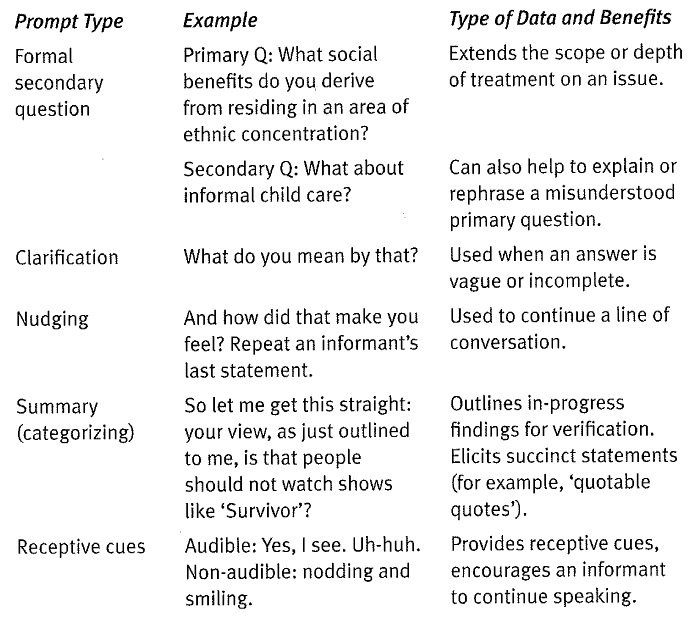 Prompt Type Example Type of Data and Benefits
Formal
secondary
question
Primary Q: What social
benefits do you derive
from residing in an area of
ethnic concentration?
Extends the scope or depth
of treatment on an issue.
Secondary Q: What about
informal child care?
Can also help to explain or
rephrase a misunderstood
primary question.
Clarification
What do you mean by that?
Used when an answer is
vague or incomplete.
Nudging
And how did that make you
feel? Repeat an informant's
last statement.
Used to continue a line of
conversation.
Summary
(categorizing)
So let me get this straight:
your view, as just outlined
to me, is that people
should not watch shows
like ‘Survivor’?
Outlines in-progress
findings for verification.
Elicits succinct statements
(for example, ‘quotable
quotes’).
Receptive cues
Audible: Yes, I see. Uh-huh.
Non-audible: nodding and
smiling.
Provides receptive cues,
encourages an informant
to continue speaking.